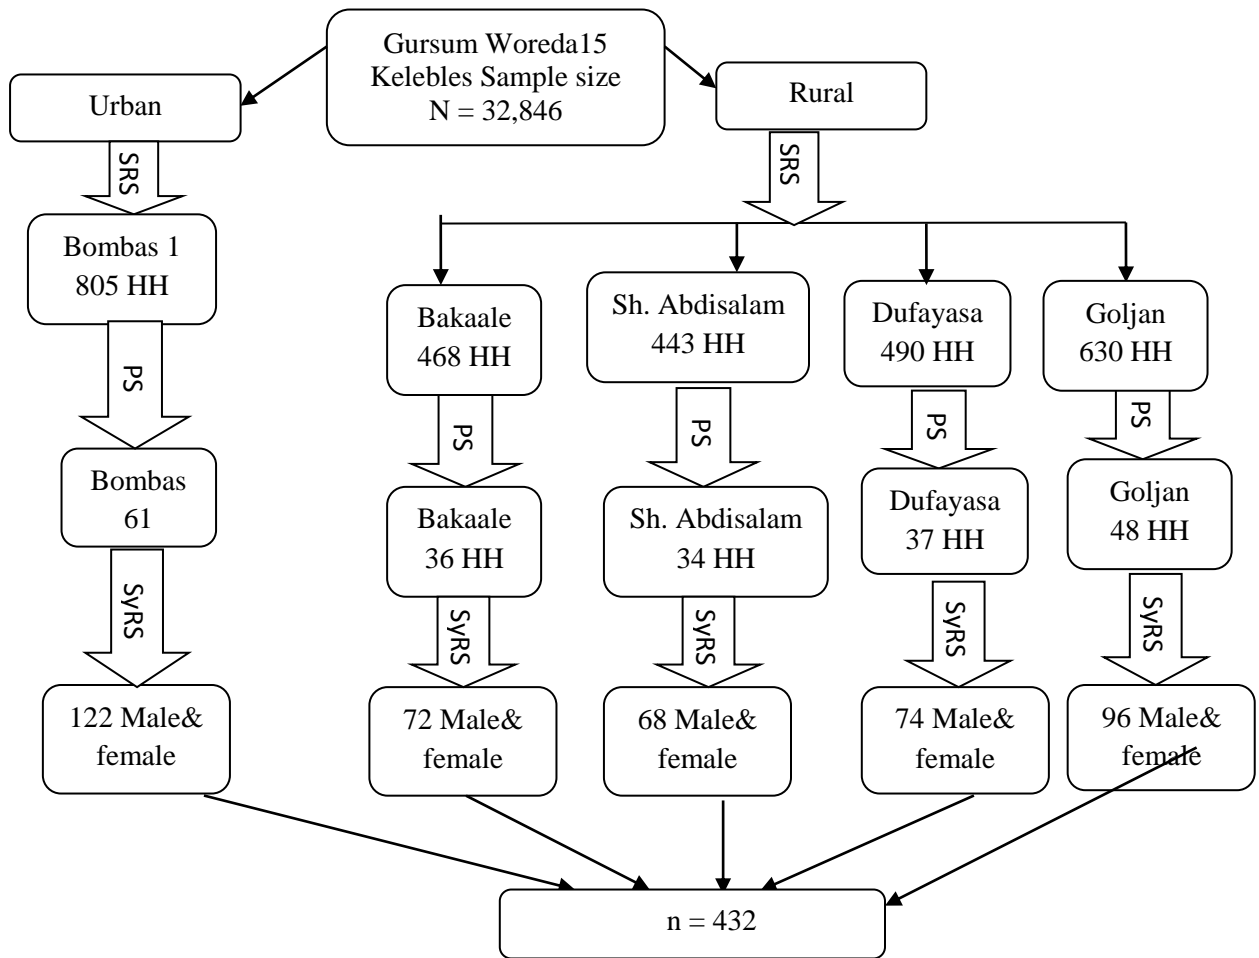 Gursum Woreda15
Kelebles Sample size
N = 32,846
Urban
Rural
SRS
SRS
Bombas 1
805 HH
Bakaale
468 HH
Sh. Abdisalam
443 HH
Dufayasa
490 HH
Goljan
630 HH
PS
PS
PS
PS
PS
Bombas
61
Bakaale
36 HH
Sh. Abdisalam
34 HH
Dufayasa
37 HH
Goljan
48 HH
SyRS
SyRS
SyRS
SyRS
SyRS
122 Male&
female
72 Male&
female
68 Male&
female
74 Male&
female
96 Male&
female
n = 432